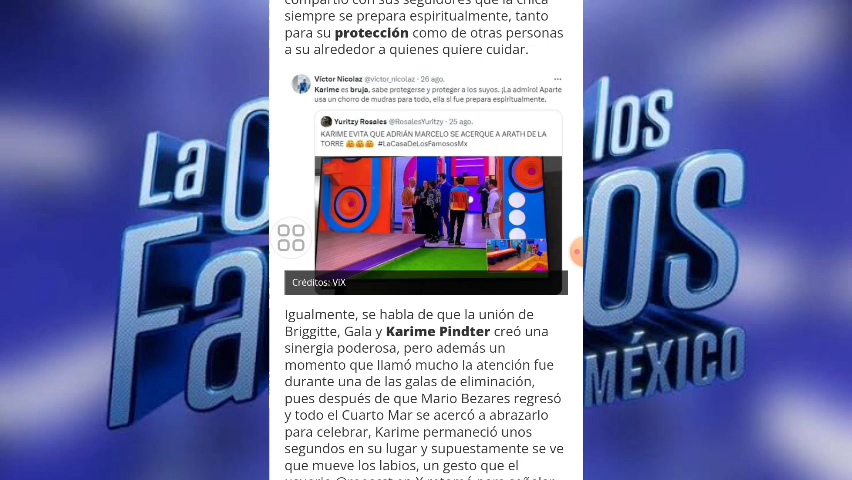 compartió con sus seguidores que la chica
siempre se prepara espiritualmente, tanto
para su protección como de otras personas
a su alrededor a quienes quiere cuidar.
Víctor Nicolaz @victor_nicolaz · 26 ago.
Karime es bruja, sabe protegerse y proteger a los suyos. ¡La admiro! Aparte
usa un chorro de mudras para todo, ella sí fue prepara espiritualmente.
Yuritzy Rosales @RosalesYuritzy · 25 ago.
KARIME EVITA QUE ADRIÁN MARCELO SE ACERQUE A ARATH DE LA
TORRE 🤗🤗🤗 #LaCasaDeLosFamososMx
Créditos: ViX
Igualmente, se habla de que la unión de
Briggitte, Gala y Karime Pindter creó una
sinergia poderosa, pero además un
momento que llamó mucho la atención fue
durante una de las galas de eliminación,
pues después de que Mario Bezares regresó
y todo el Cuarto Mar se acercó a abrazarlo
para celebrar, Karime permaneció unos
segundos en su lugar y supuestamente se ve
que mueve los labios, un gesto que el
La C
los
Fa
OS
MÉXICO